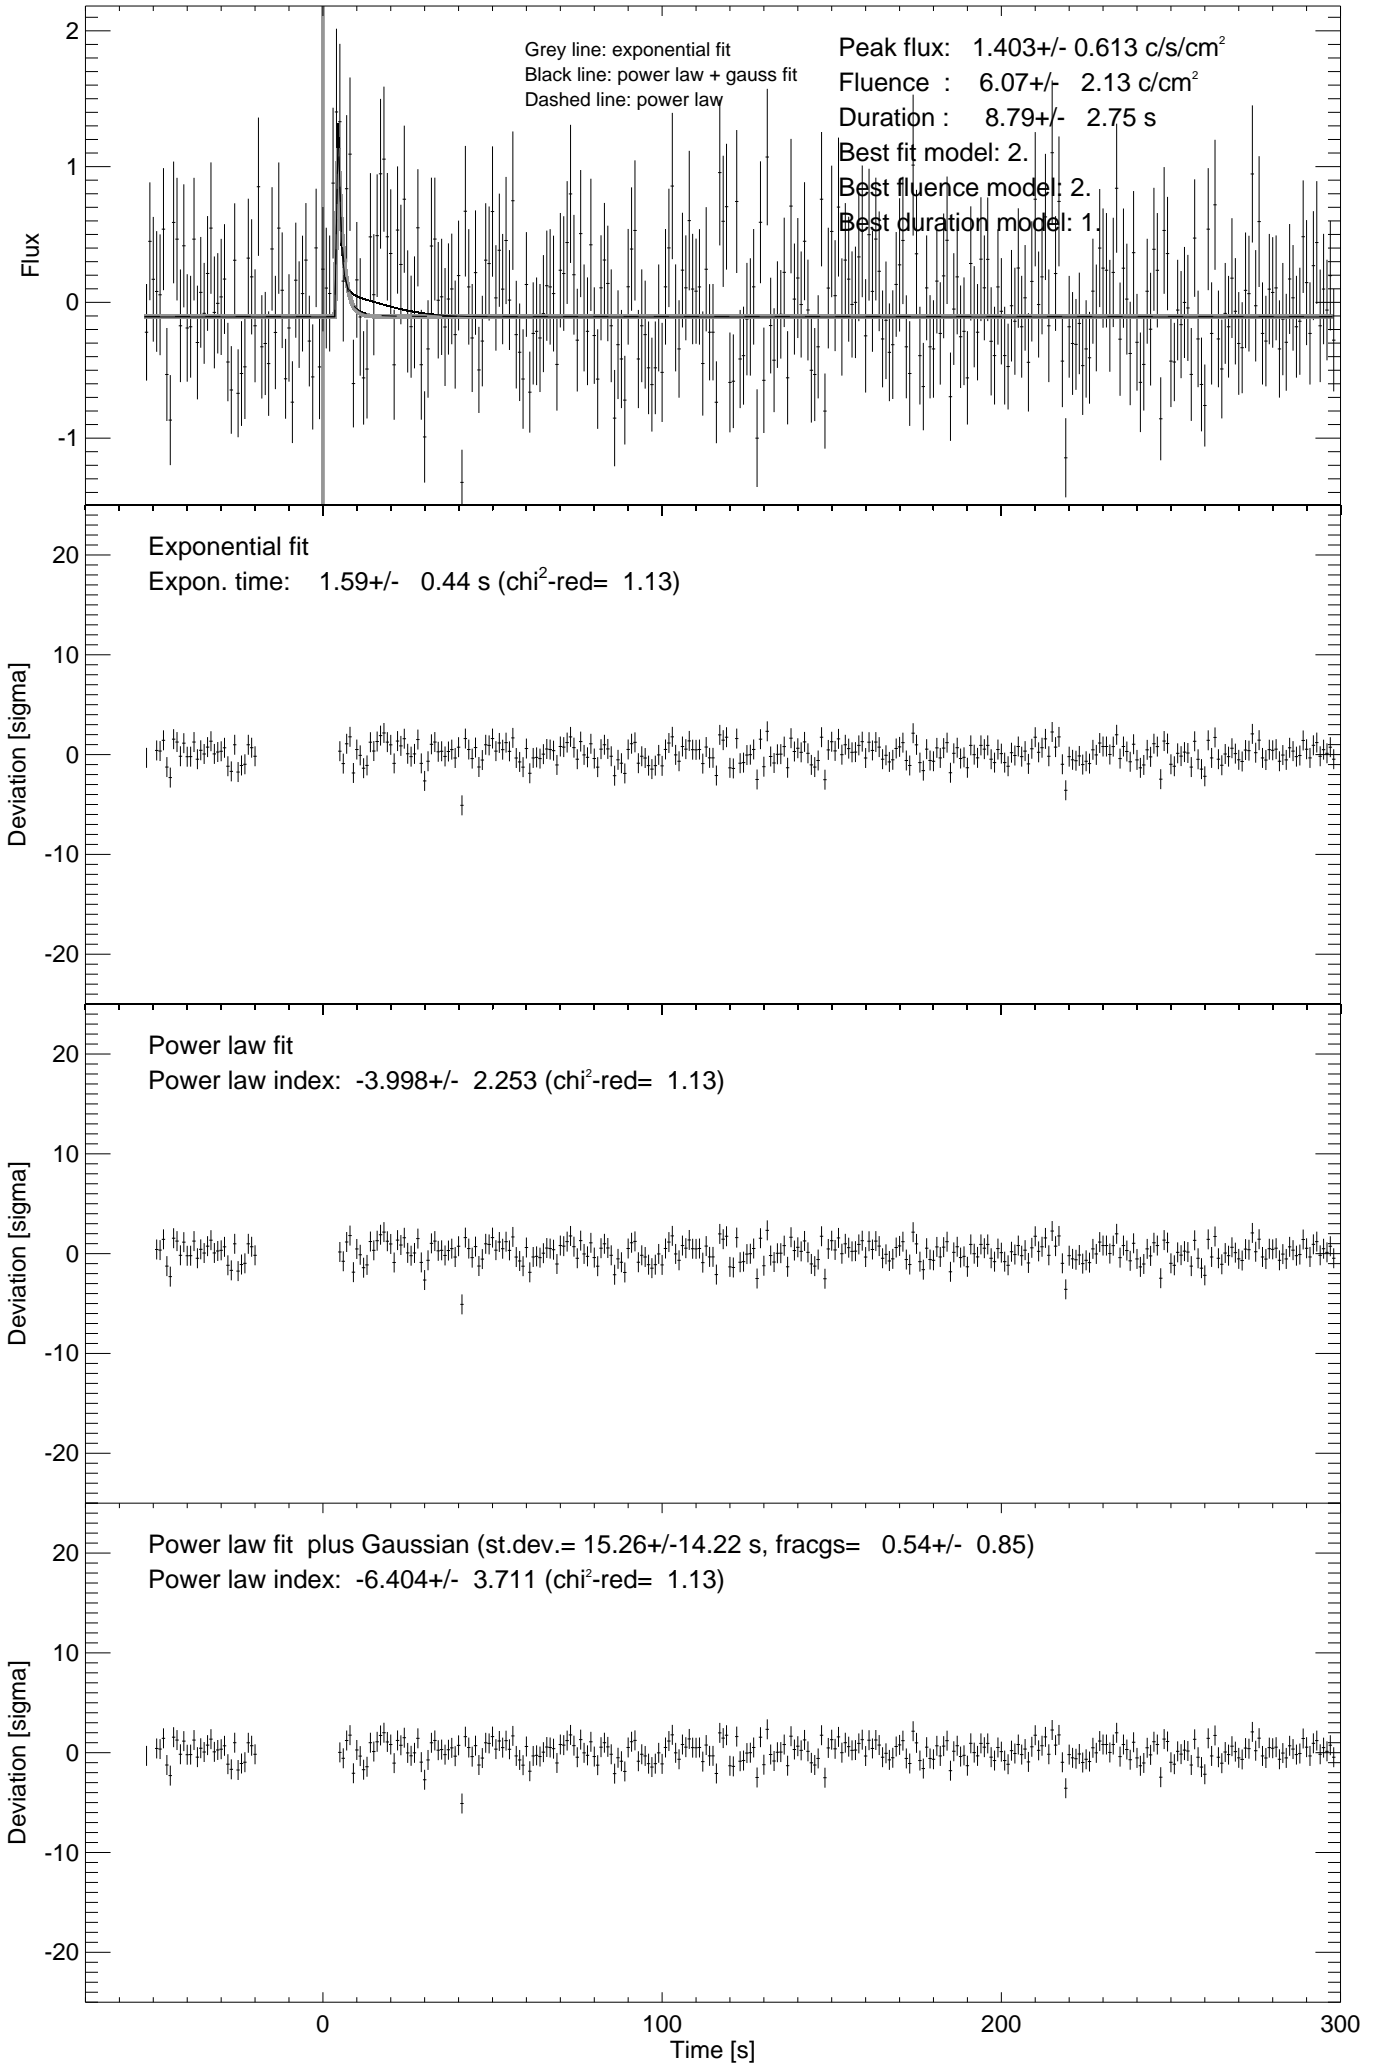 Grey line: exponential fit
Black line: power law + gauss fit
Dashed line: power law
Peak flux: 1.403+/- 0.613 c/s/cm²
Fluence : 6.07+/- 2.13 c/cm²
Duration : 8.79+/- 2.75 s
Best fit model: 2.
Best fluence model: 2.
Best duration model: 1.
2
1
0
-1
Flux
Exponential fit
Expon. time: 1.59+/- 0.44 s (chi²-red= 1.13)
20
10
0
-10
-20
Deviation [sigma]
Power law fit
Power law index: -3.998+/- 2.253 (chi²-red= 1.13)
20
10
0
-10
-20
Deviation [sigma]
Power law fit plus Gaussian (st.dev.= 15.26+/-14.22 s, fracgs= 0.54+/- 0.85)
Power law index: -6.404+/- 3.711 (chi²-red= 1.13)
20
10
0
-10
-20
Deviation [sigma]
0 100 200 300
Time [s]